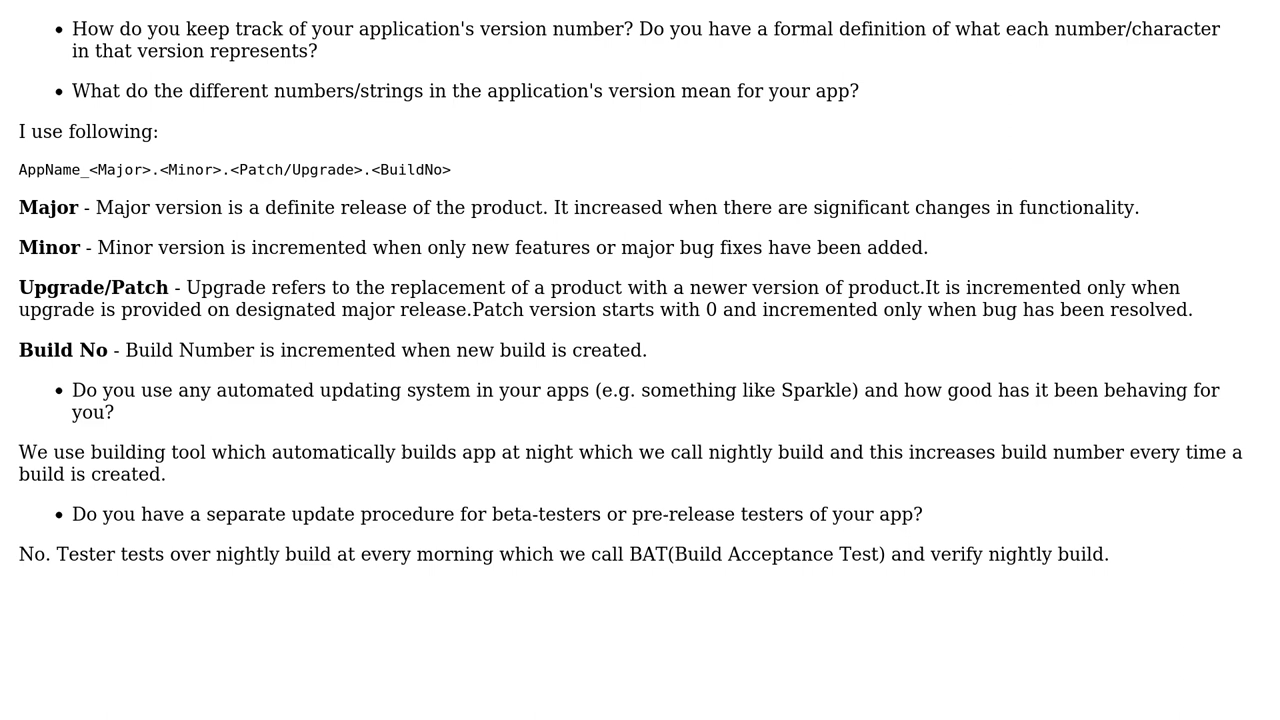 • How do you keep track of your application's version number? Do you have a formal definition of what each number/character
in that version represents?
• What do the different numbers/strings in the application's version mean for your app?
I use following:
AppName_<Major>.<Minor>.<Patch/Upgrade>.<BuildNo>
Major - Major version is a definite release of the product. It increased when there are significant changes in functionality.
Minor - Minor version is incremented when only new features or major bug fixes have been added.
Upgrade/Patch - Upgrade refers to the replacement of a product with a newer version of product.It is incremented only when
upgrade is provided on designated major release.Patch version starts with 0 and incremented only when bug has been resolved.
Build No - Build Number is incremented when new build is created.
• Do you use any automated updating system in your apps (e.g. something like Sparkle) and how good has it been behaving for
you?
We use building tool which automatically builds app at night which we call nightly build and this increases build number every time a
build is created.
• Do you have a separate update procedure for beta-testers or pre-release testers of your app?
No. Tester tests over nightly build at every morning which we call BAT(Build Acceptance Test) and verify nightly build.